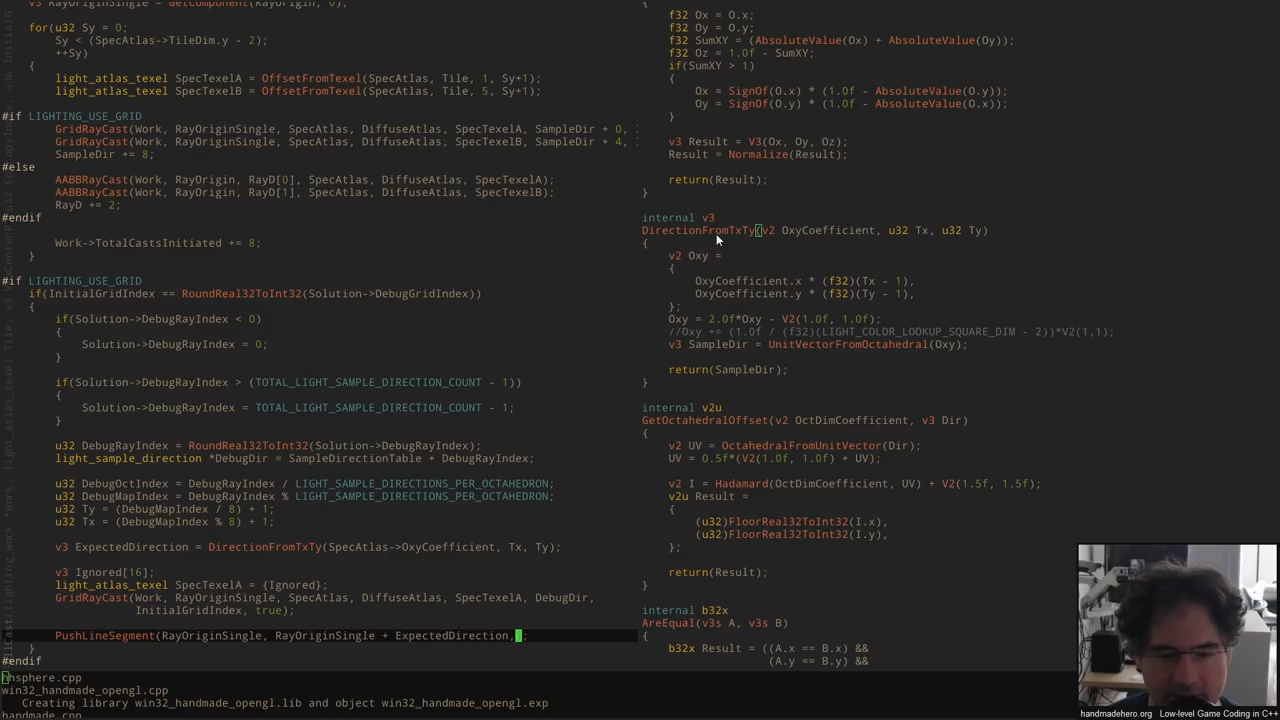 v3 RayOriginSingle = GetComponent(RayOrigin, 0);
for(u32 Sy = 0;
Sy < (SpecAtlas->TileDim.y - 2);
++Sy)
{
light_atlas_texel SpecTexelA = OffsetFromTexel(SpecAtlas, Tile, 1, Sy+1);
light_atlas_texel SpecTexelB = OffsetFromTexel(SpecAtlas, Tile, 5, Sy+1);
#if LIGHTING_USE_GRID
GridRayCast(Work, RayOriginSingle, SpecAtlas, DiffuseAtlas, SpecTexelA, SampleDir + 0,
GridRayCast(Work, RayOriginSingle, SpecAtlas, DiffuseAtlas, SpecTexelB, SampleDir + 4,
SampleDir += 8;
#else
AABBRayCast(Work, RayOrigin, RayD[0], SpecAtlas, DiffuseAtlas, SpecTexelA);
AABBRayCast(Work, RayOrigin, RayD[1], SpecAtlas, DiffuseAtlas, SpecTexelB);
RayD += 2;
#endif
Work->TotalCastsInitiated += 8;
}
#if LIGHTING_USE_GRID
if(InitialGridIndex == RoundReal32ToInt32(Solution->DebugGridIndex))
{
if(Solution->DebugRayIndex < 0)
{
Solution->DebugRayIndex = 0;
}
if(Solution->DebugRayIndex > (TOTAL_LIGHT_SAMPLE_DIRECTION_COUNT - 1))
{
Solution->DebugRayIndex = TOTAL_LIGHT_SAMPLE_DIRECTION_COUNT - 1;
}
u32 DebugRayIndex = RoundReal32ToInt32(Solution->DebugRayIndex);
light_sample_direction *DebugDir = SampleDirectionTable + DebugRayIndex;
u32 DebugOctIndex = DebugRayIndex / LIGHT_SAMPLE_DIRECTIONS_PER_OCTAHEDRON;
u32 DebugMapIndex = DebugRayIndex % LIGHT_SAMPLE_DIRECTIONS_PER_OCTAHEDRON;
u32 Ty = (DebugMapIndex / 8) + 1;
u32 Tx = (DebugMapIndex % 8) + 1;
v3 ExpectedDirection = DirectionFromTxTy(SpecAtlas->OxyCoefficient, Tx, Ty);
v3 Ignored[16];
light_atlas_texel SpecTexelA = {Ignored};
GridRayCast(Work, RayOriginSingle, SpecAtlas, DiffuseAtlas, SpecTexelA, DebugDir,
InitialGridIndex, true);
PushLineSegment(RayOriginSingle, RayOriginSingle + ExpectedDirection,);
}
#endif
hhsphere.cpp
win32_handmade_opengl.cpp
Creating library win32_handmade_opengl.lib and object win32_handmade_opengl.exp
handmade.cpp
{
f32 Ox = O.x;
f32 Oy = O.y;
f32 SumXY = (AbsoluteValue(Ox) + AbsoluteValue(Oy));
f32 Oz = 1.0f - SumXY;
if(SumXY > 1)
{
Ox = SignOf(O.x) * (1.0f - AbsoluteValue(O.y));
Oy = SignOf(O.y) * (1.0f - AbsoluteValue(O.x));
}
v3 Result = V3(Ox, Oy, Oz);
Result = Normalize(Result);
return(Result);
}
internal v3
DirectionFromTxTy(v2 OxyCoefficient, u32 Tx, u32 Ty)
{
v2 Oxy =
{
OxyCoefficient.x * (f32)(Tx - 1),
OxyCoefficient.y * (f32)(Ty - 1),
};
Oxy = 2.0f*Oxy - V2(1.0f, 1.0f);
//Oxy += (1.0f / (f32)(LIGHT_COLOR_LOOKUP_SQUARE_DIM - 2))*V2(1,1);
v3 SampleDir = UnitVectorFromOctahedral(Oxy);
return(SampleDir);
}
internal v2u
GetOctahedralOffset(v2 OctDimCoefficient, v3 Dir)
{
v2 UV = OctahedralFromUnitVector(Dir);
UV = 0.5f*(V2(1.0f, 1.0f) + UV);
v2 I = Hadamard(OctDimCoefficient, UV) + V2(1.5f, 1.5f);
v2u Result =
{
(u32)FloorReal32ToInt32(I.x),
(u32)FloorReal32ToInt32(I.y),
};
return(Result);
}
internal b32x
AreEqual(v3s A, v3s B)
{
b32x Result = ((A.x == B.x) &&
(A.y == B.y) &&
handmadehero.org | Low-level Game Coding in C++